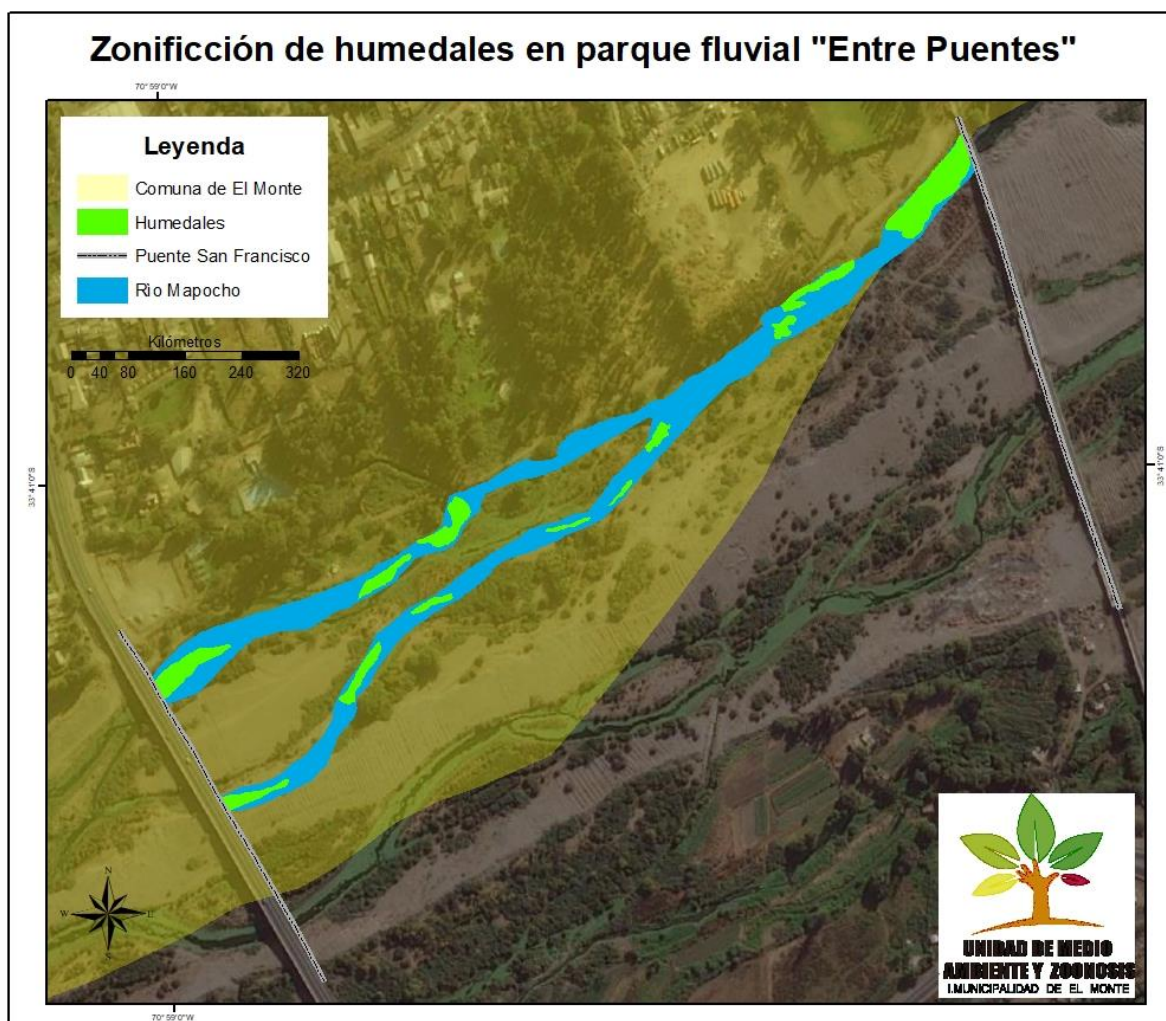 Zonificción de humedales en parque fluvial "Entre Puentes"
70°59'0"W
Leyenda
Comuna de El Monte
Humedales
Puente San Francisco
Rio Mapocho
Kilómetros
0 40 80 160 240 320
33°41'0"S
33°41'0"S
N
W E
S
UNIDAD DE MEDIO
AMBIENTE Y ZOONOSIS
I.MUNICIPALIDAD DE EL MONTE
70°59'0"W